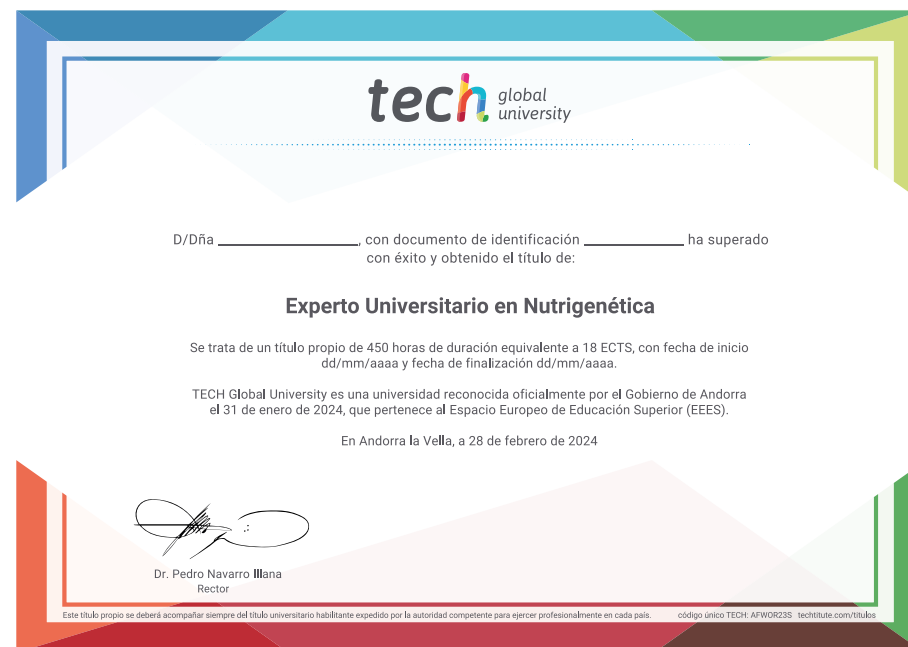 tech global university
D/Dña ____________________, con documento de identificación ______________ ha superado
con éxito y obtenido el título de:
Experto Universitario en Nutrigenética
Se trata de un título propio de 450 horas de duración equivalente a 18 ECTS, con fecha de inicio
dd/mm/aaaa y fecha de finalización dd/mm/aaaa.
TECH Global University es una universidad reconocida oficialmente por el Gobierno de Andorra
el 31 de enero de 2024, que pertenece al Espacio Europeo de Educación Superior (EEES).
En Andorra la Vella, a 28 de febrero de 2024
Dr. Pedro Navarro Illana
Rector
Este título propio se deberá acompañar siempre del título universitario habilitante expedido por la autoridad competente para ejercer profesionalmente en cada país. código único TECH: AFWOR23S techtitute.com/titulos